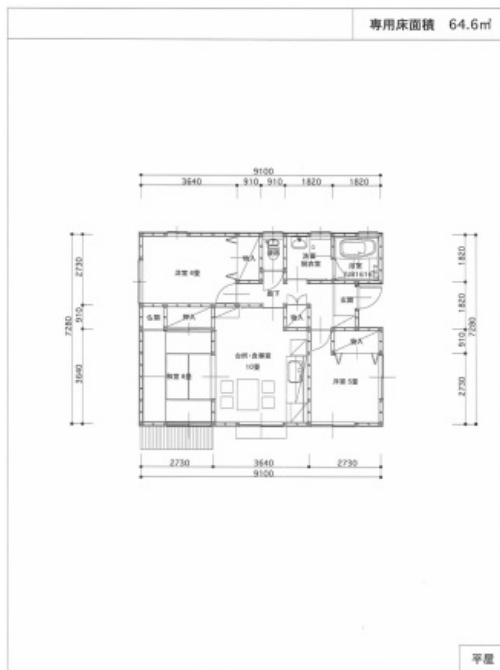 専用床面積 64.6㎡
9100
3640 910 910 1820 1820
7280
2730
910
3640
1820
1820
910
2730
7280
物入
洗面
脱衣室
浴室
UB1616
洋室 6畳
廊下
玄関
仏間
押入
物入
物入
台所・食事室
10畳
和室 6畳
洋室 5畳
2730 3640 2730
9100
平屋